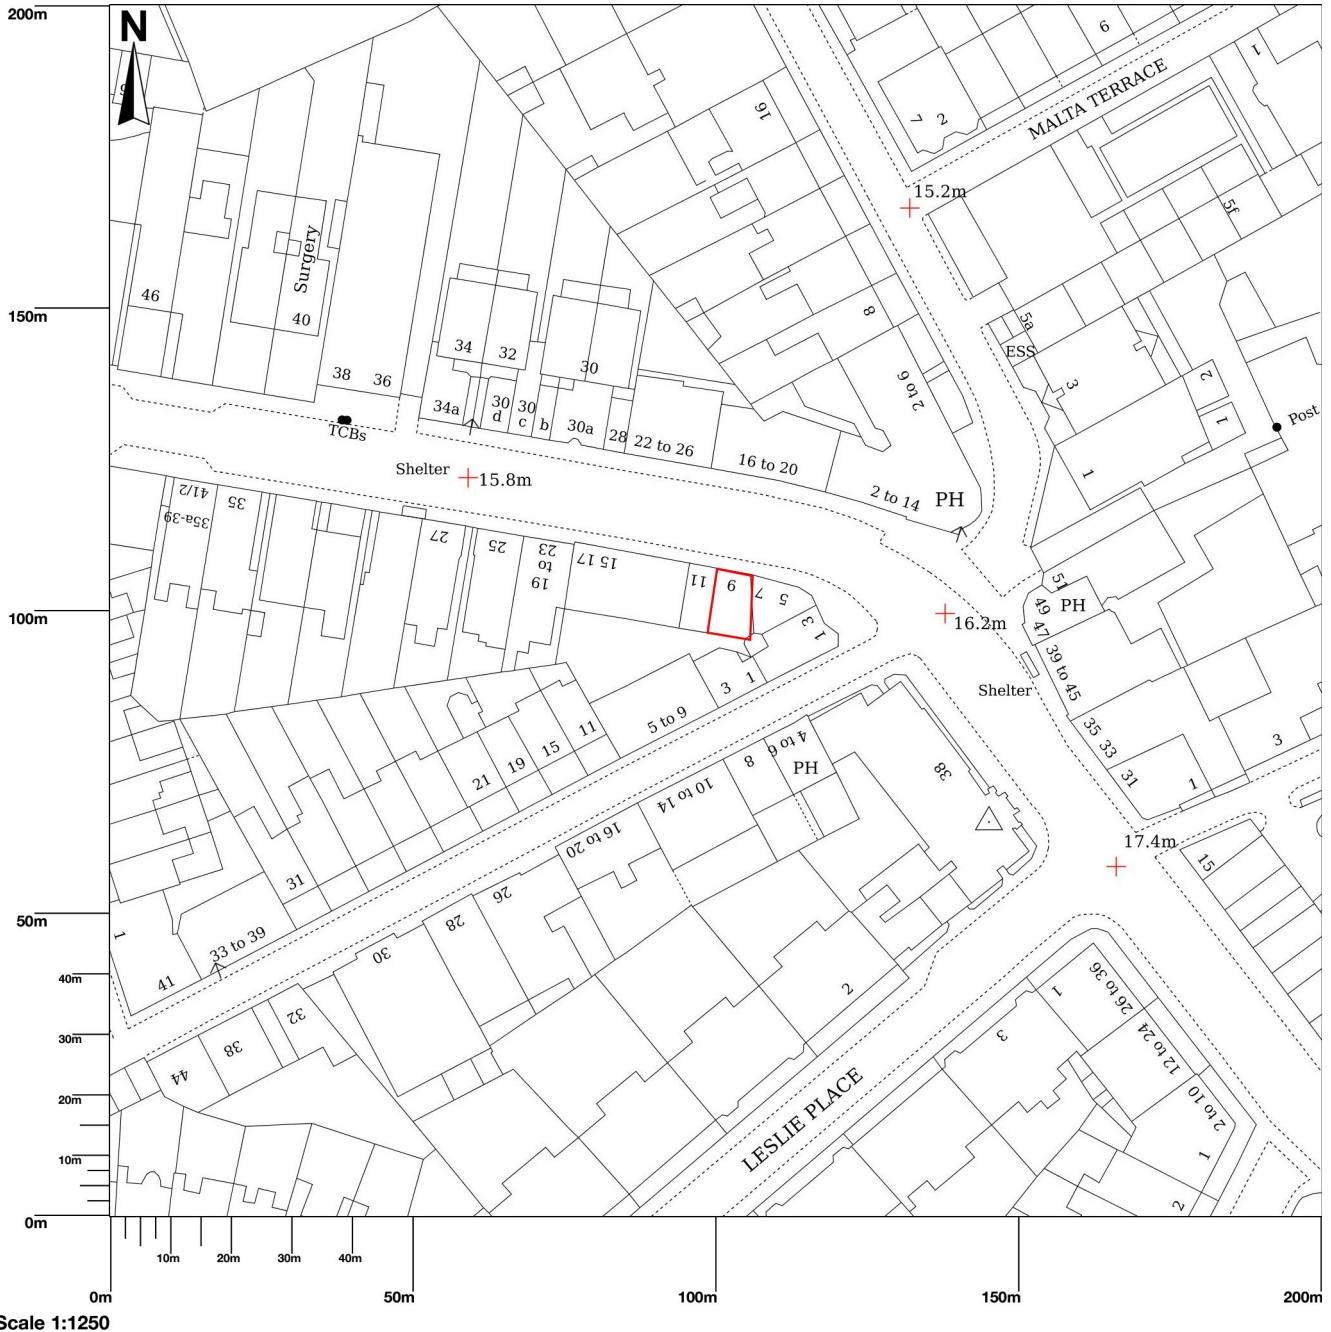 200m
N
6
1
MALTA TERRACE
16
7
2
15.2m
5f
Surgery
46
40
150m
8
5a
ESS
34
32
30
3
2
38
36
2 to 6
34a
30
d
30
c
b
30a
28
22 to 26
1
Post
TCBs
Shelter
15.8m
16 to 20
1
2 to 14
PH
41/2
35
35a-39
27
25
23
to
19
15 17
11
9
7
5
3
1
51
49
47
PH
100m
16.2m
39 to 45
Shelter
3
1
5 to 9
11
15
19
21
35
33
31
3
1
4 to 6
PH
8
10 to 14
38
16 to 20
17.4m
15
31
26
28
50m
1
33 to 39
30
41
40m
2
1
26 to 36
32
3
30m
38
12 to 24
44
20m
2 to 10
LESLIE PLACE
10m
1
2
0m
10m
20m
30m
40m
0m
50m
100m
150m
200m
Scale 1:1250